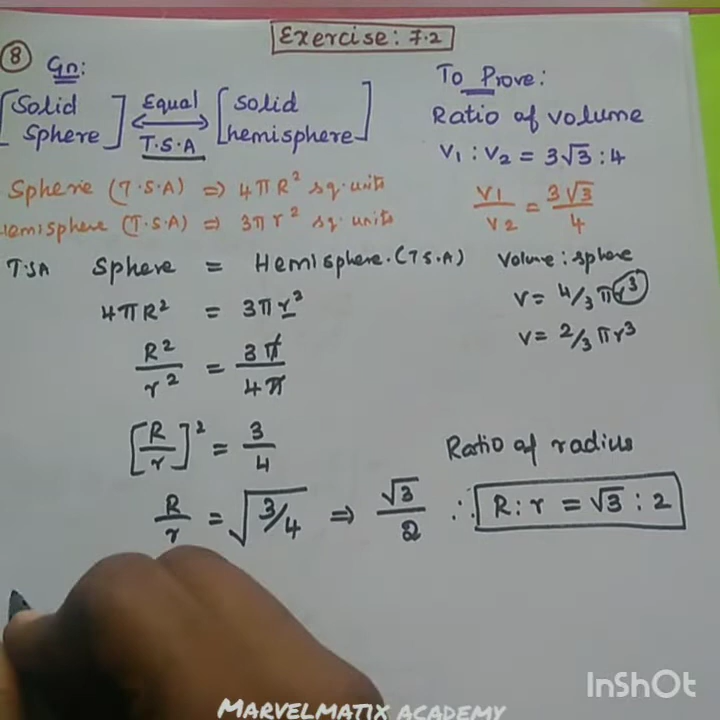 Exercise: 7.2
8 Gn:
[Solid Sphere] Equal T.S.A [Solid hemisphere]
To Prove:
Ratio of volume
V1 : V2 = 3√3 : 4
V1/V2 = 3√3/4
Sphere (T.S.A) ⇒ 4πR² sq.units
Hemisphere (T.S.A) ⇒ 3πr² sq.units
TSA Sphere = Hemisphere.(TS.A)
4πR² = 3πr²
R²/r² = 3π/4π
[R/r]² = 3/4
R/r = √3/4 ⇒ √3/2
Volume : sphere
V = 4/3 πr³
V = 2/3 πr³
Ratio of radius
∴ R : r = √3 : 2
InShOt
MARVELMATIX ACADEMY